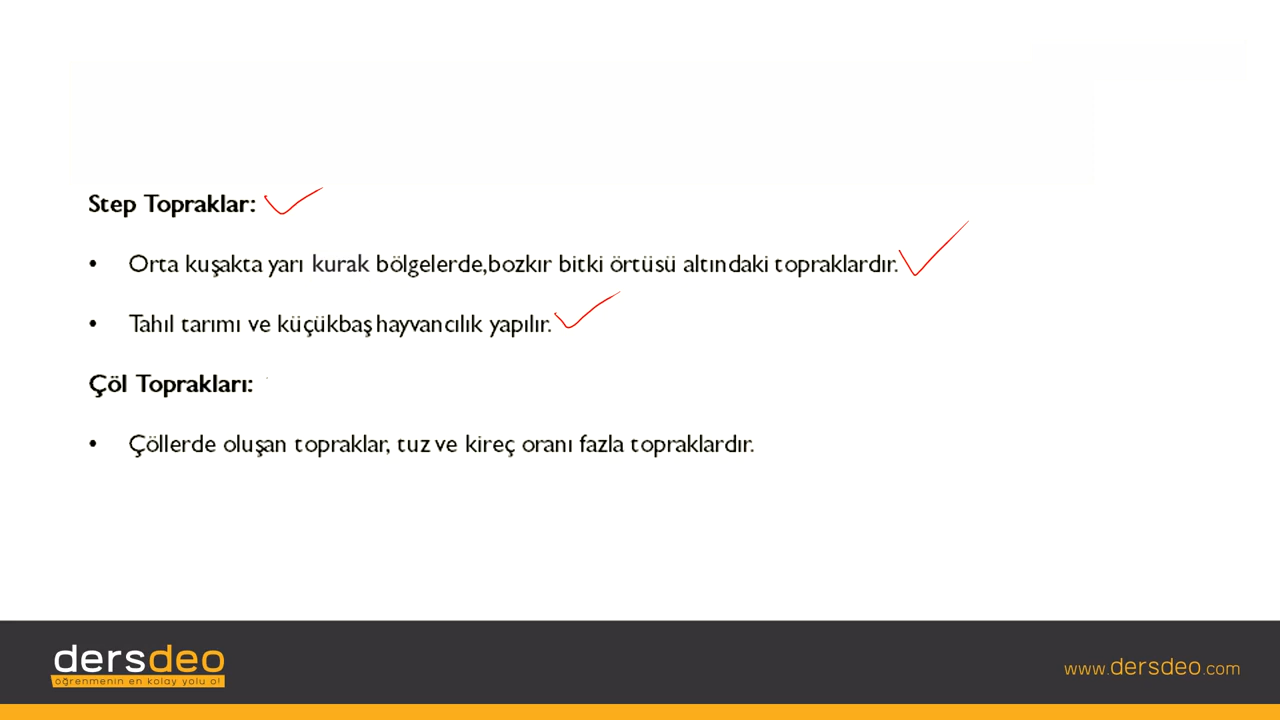 Step Topraklar:
• Orta kuşakta yarı kurak bölgelerde,bozkır bitki örtüsü altındaki topraklardır.
• Tahıl tarımı ve küçükbaş hayvancılık yapılır.
Çöl Toprakları:
• Çöllerde oluşan topraklar, tuz ve kireç oranı fazla topraklardır.
dersdeo
öğrenmenin en kolay yolu o!
www.dersdeo.com